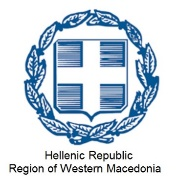 Hellenic Republic
Region of Western Macedonia